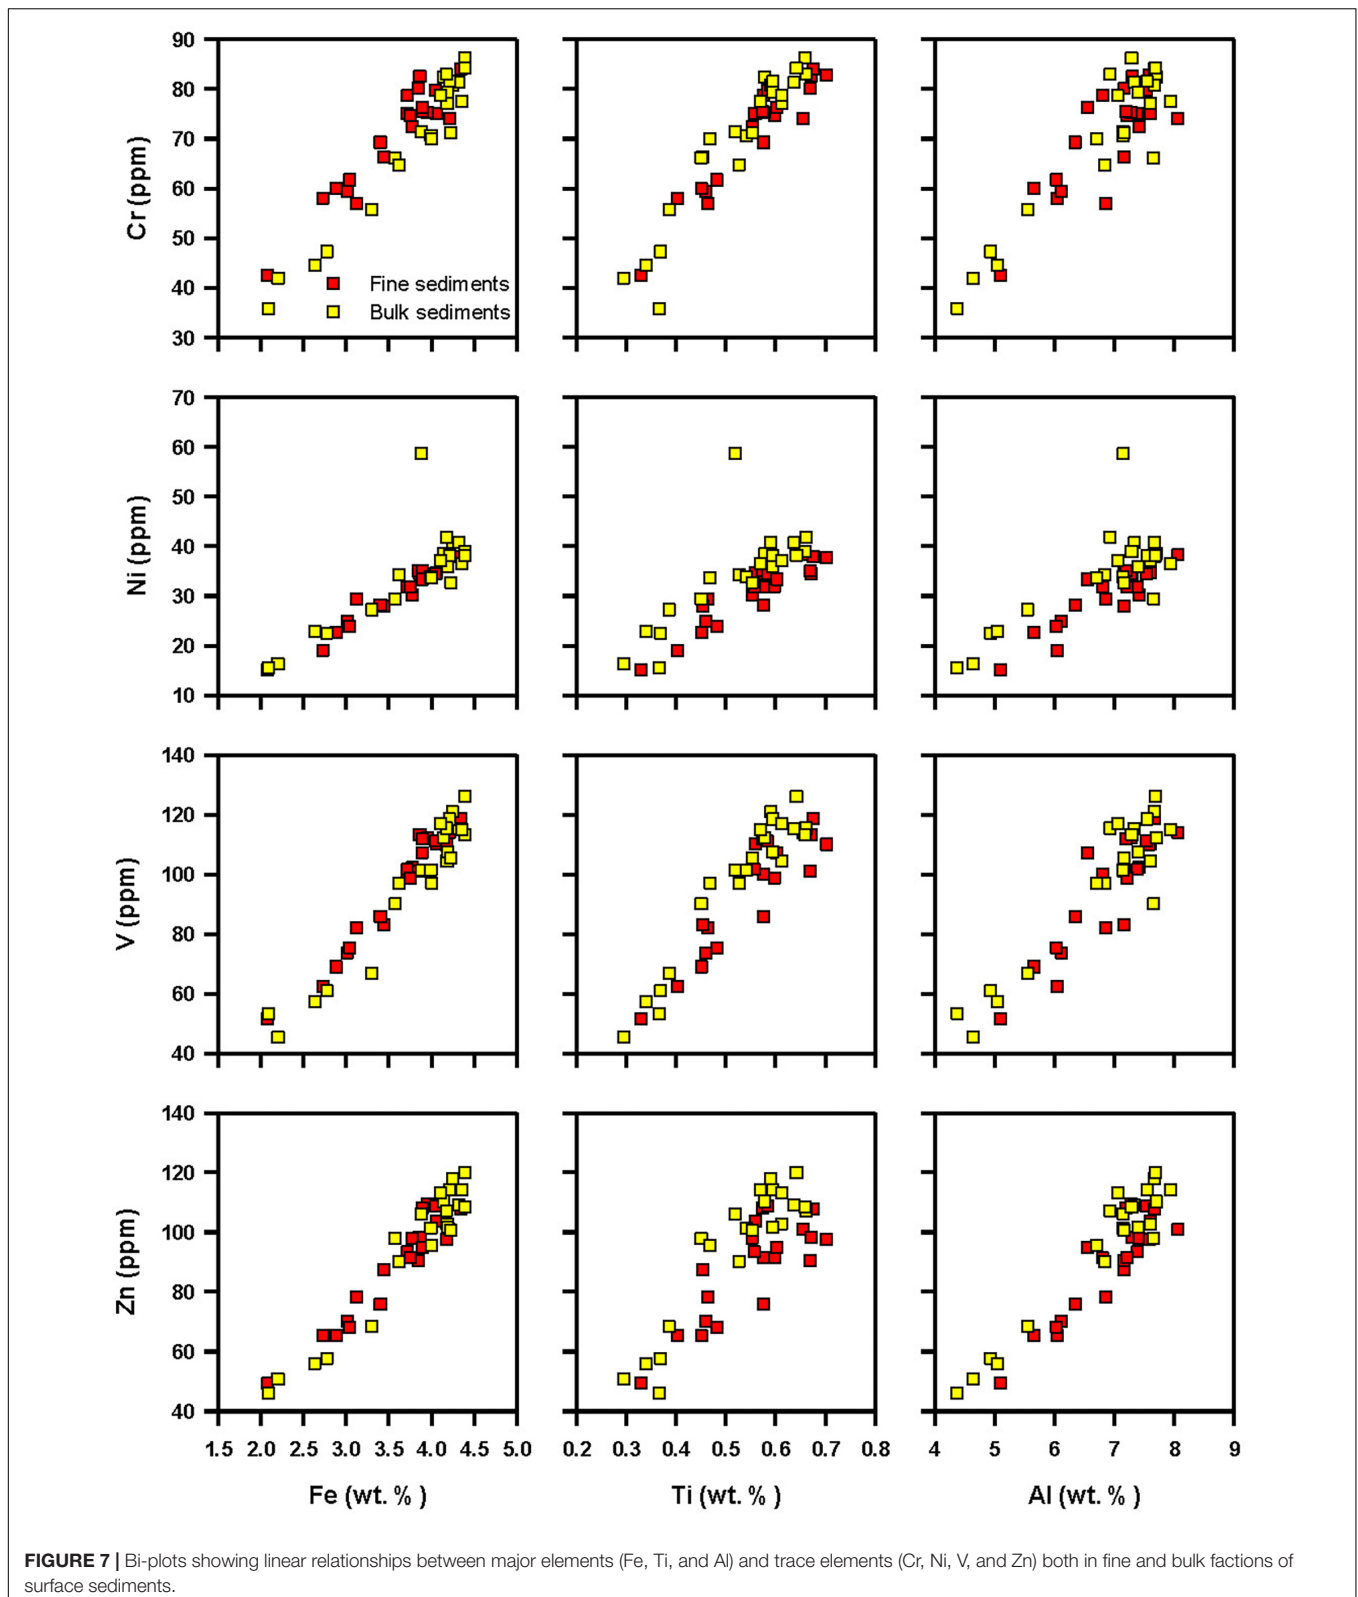 90
80
70
60
50
40
30
Cr (ppm)
Fine sediments
Bulk sediments
70
60
50
40
30
20
10
Ni (ppm)
140
120
100
80
60
40
V (ppm)
140
120
100
80
60
40
Zn (ppm)
1.5 2.0 3.0 3.5 4.0 4.5 5.0
0.2 0.3 0.4 0.5 0.6 0.7 0.8
4 5 6 7 8 9
Fe (wt. % )
Ti (wt. % )
Al (wt. % )
FIGURE 7 | Bi-plots showing linear relationships between major elements (Fe, Ti, and Al) and trace elements (Cr, Ni, V, and Zn) both in fine and bulk factions of
surface sediments.